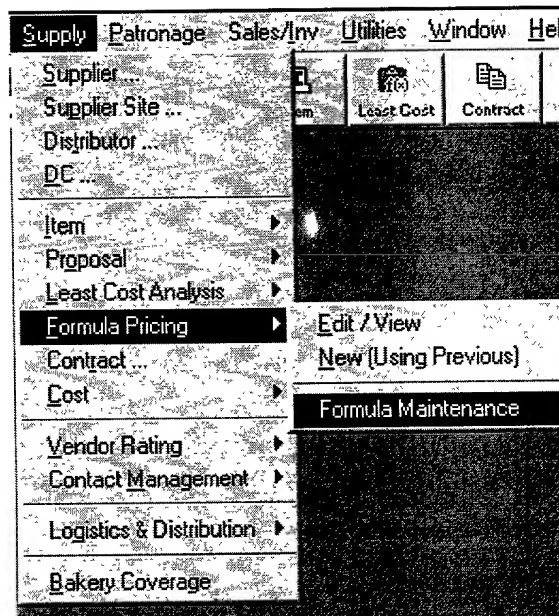 Supply Patronage Sales/Inv Utilities Window Hel
Supplier ...
Supplier Site ...
Distributor ...
DC ...
Item
Proposal
Least Cost Analysis
Formula Pricing
Contract ...
Cost
Vendor Rating
Contact Management
Logistics & Distribution
Bakery Coverage
em
Least Cost
Contract
Edit / View
New (Using Previous)
Formula Maintenance